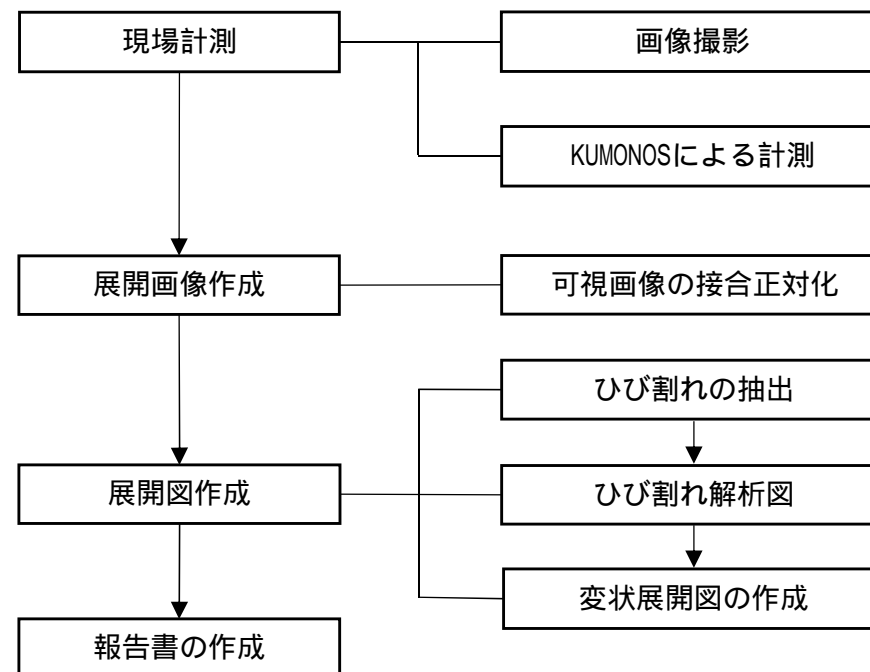 現場計測
画像撮影
KUMONOSによる計測
展開画像作成
可視画像の接合正対化
ひび割れの抽出
展開図作成
ひび割れ解析図
変状展開図の作成
報告書の作成